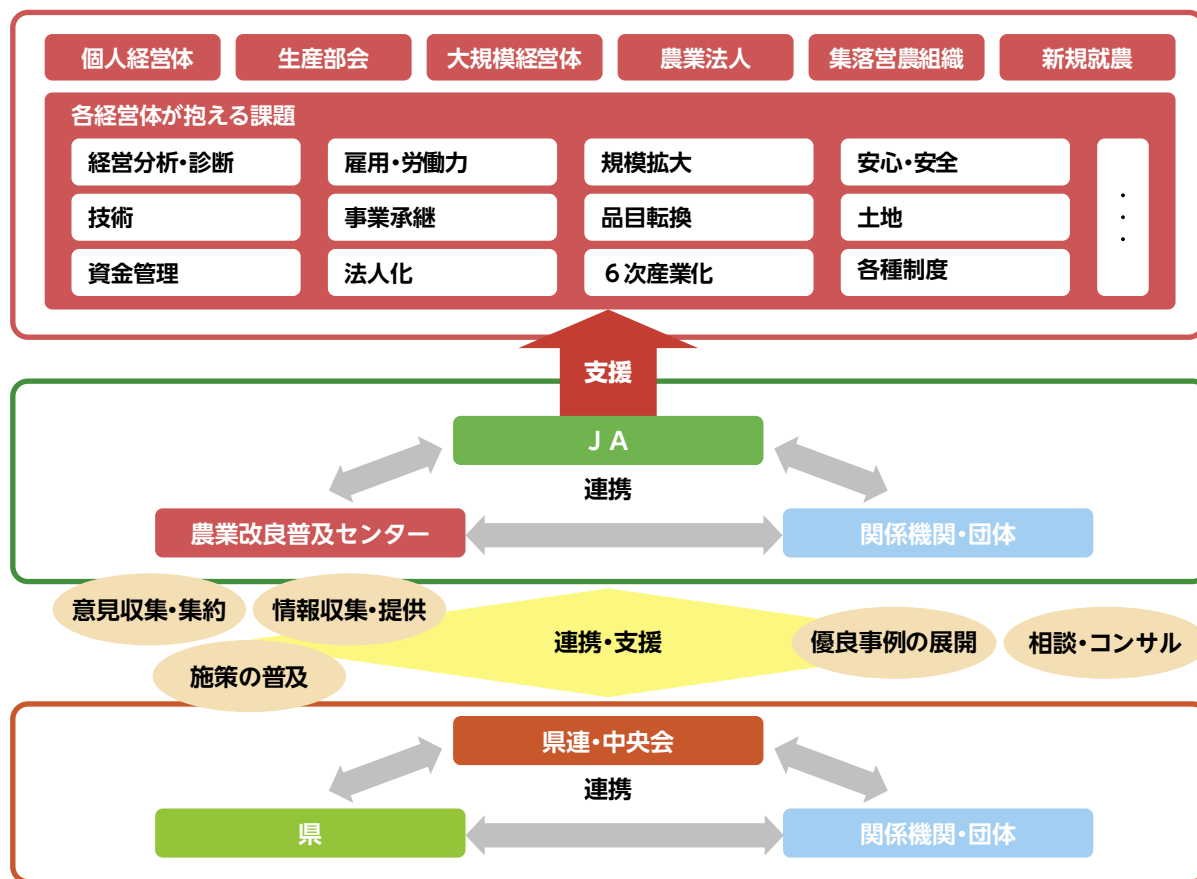 個人経営体
生産部会
大規模経営体
農業法人
集落営農組織
新規就農
各経営体が抱える課題
経営分析・診断
雇用・労働力
規模拡大
安心・安全
技術
事業承継
品目転換
土地
資金管理
法人化
６次産業化
各種制度
・・・
支援
ＪＡ
連携
農業改良普及センター
関係機関・団体
意見収集・集約
情報収集・提供
施策の普及
連携・支援
優良事例の展開
相談・コンサル
県連・中央会
連携
県
関係機関・団体